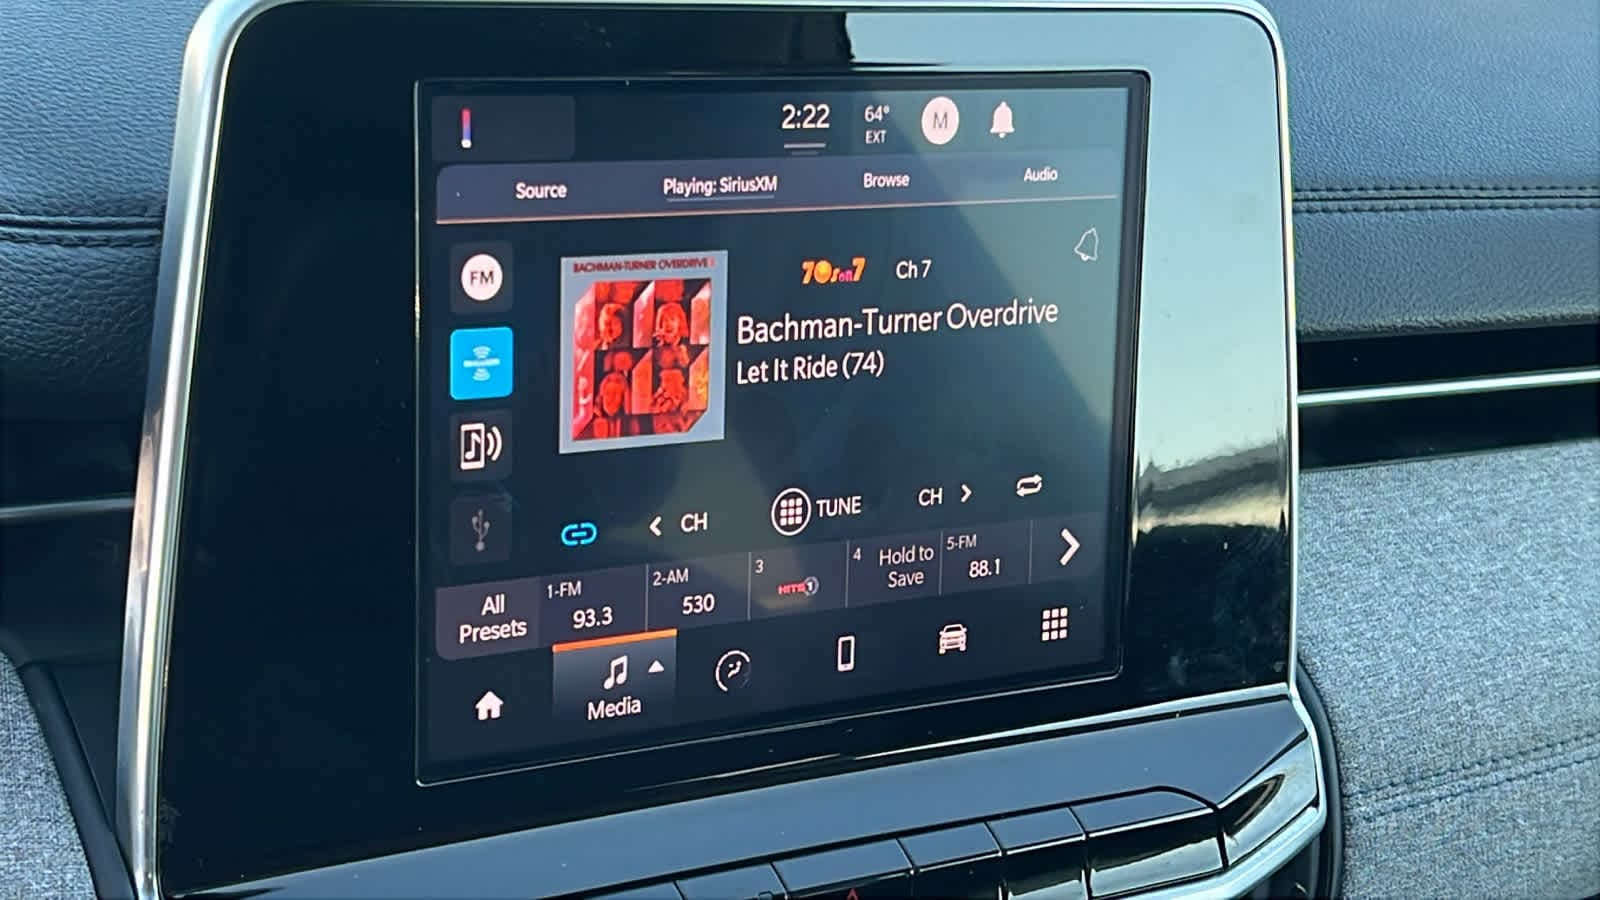 2:22
64°
EXT
M
Source
Playing: SiriusXM
Browse
Audio
FM
BACHMAN-TURNER OVERDRIVE
70s on 7
Ch 7
Bachman-Turner Overdrive
Let It Ride (74)
CH
TUNE
CH
All
Presets
1-FM
93.3
2-AM
530
3
HITS1
4
Hold to
Save
5-FM
88.1
Media